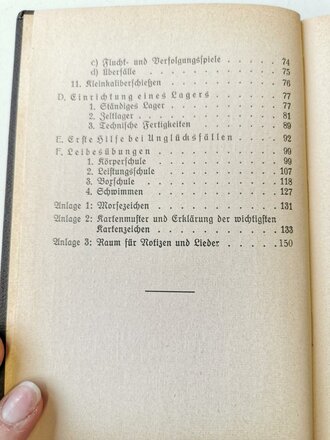 c) Flucht- und Verfolgungsspiele . . . . . . 74
d) Überfälle . . . . . . . . . . . . . 75
11. Kleinkaliberschießen . . . . . . . . . . 76
D. Einrichtung eines Lagers . . . . . . . . 77
1. Ständiges Lager . . . . . . . . . . . 77
2. Zeltlager . . . . . . . . . . . . . . 81
3. Technische Fertigkeiten . . . . . . . . . 89
E. Erste Hilfe bei Unglücksfällen . . . . . 92
F. Leibesübungen . . . . . . . . . . . . . 99
1. Körperschule . . . . . . . . . . . . . 99
2. Leistungsschule . . . . . . . . . . . . 107
3. Boxschule . . . . . . . . . . . . . . 118
4. Schwimmen . . . . . . . . . . . . . . 127
Anlage 1: Morsezeichen . . . . . . . . . . . 131
Anlage 2: Kartenmuster und Erklärung der wichtigsten
Kartenzeichen . . . . . . . . . . . 133
Anlage 3: Raum für Notizen und Lieder . . . . . 150